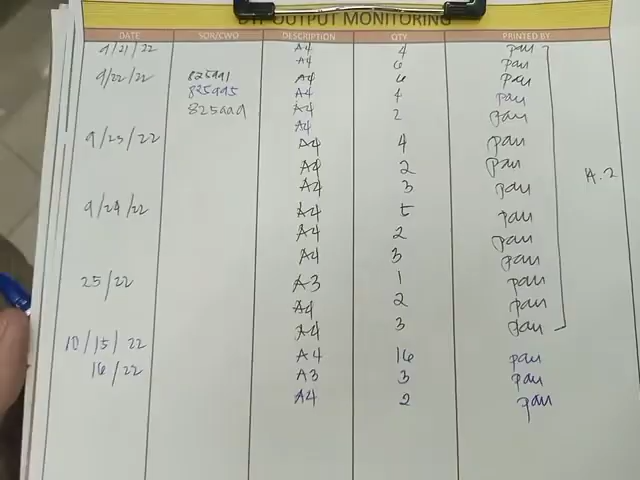 OUTPUT MONITORING
DATE SOR/CWO DESCRIPTION QTY PRINTED BY
9/21/22 A4 4 pau
A4 6 pau
9/22/22 825991 A4 6 pau
825995 A4 4 pau
825999 A4 2 pau
A4
9/23/22 A4 4 pau
A4 2 pau
A4 3 pau
A.2
9/24/22 A4 5 pau
A4 2 pau
A4 3 pau
25/22 A3 1 pau
A4 2 pau
A4 3 pau
10/15/22 A4 16 pau
16/22 A3 3 pau
A4 2 pau